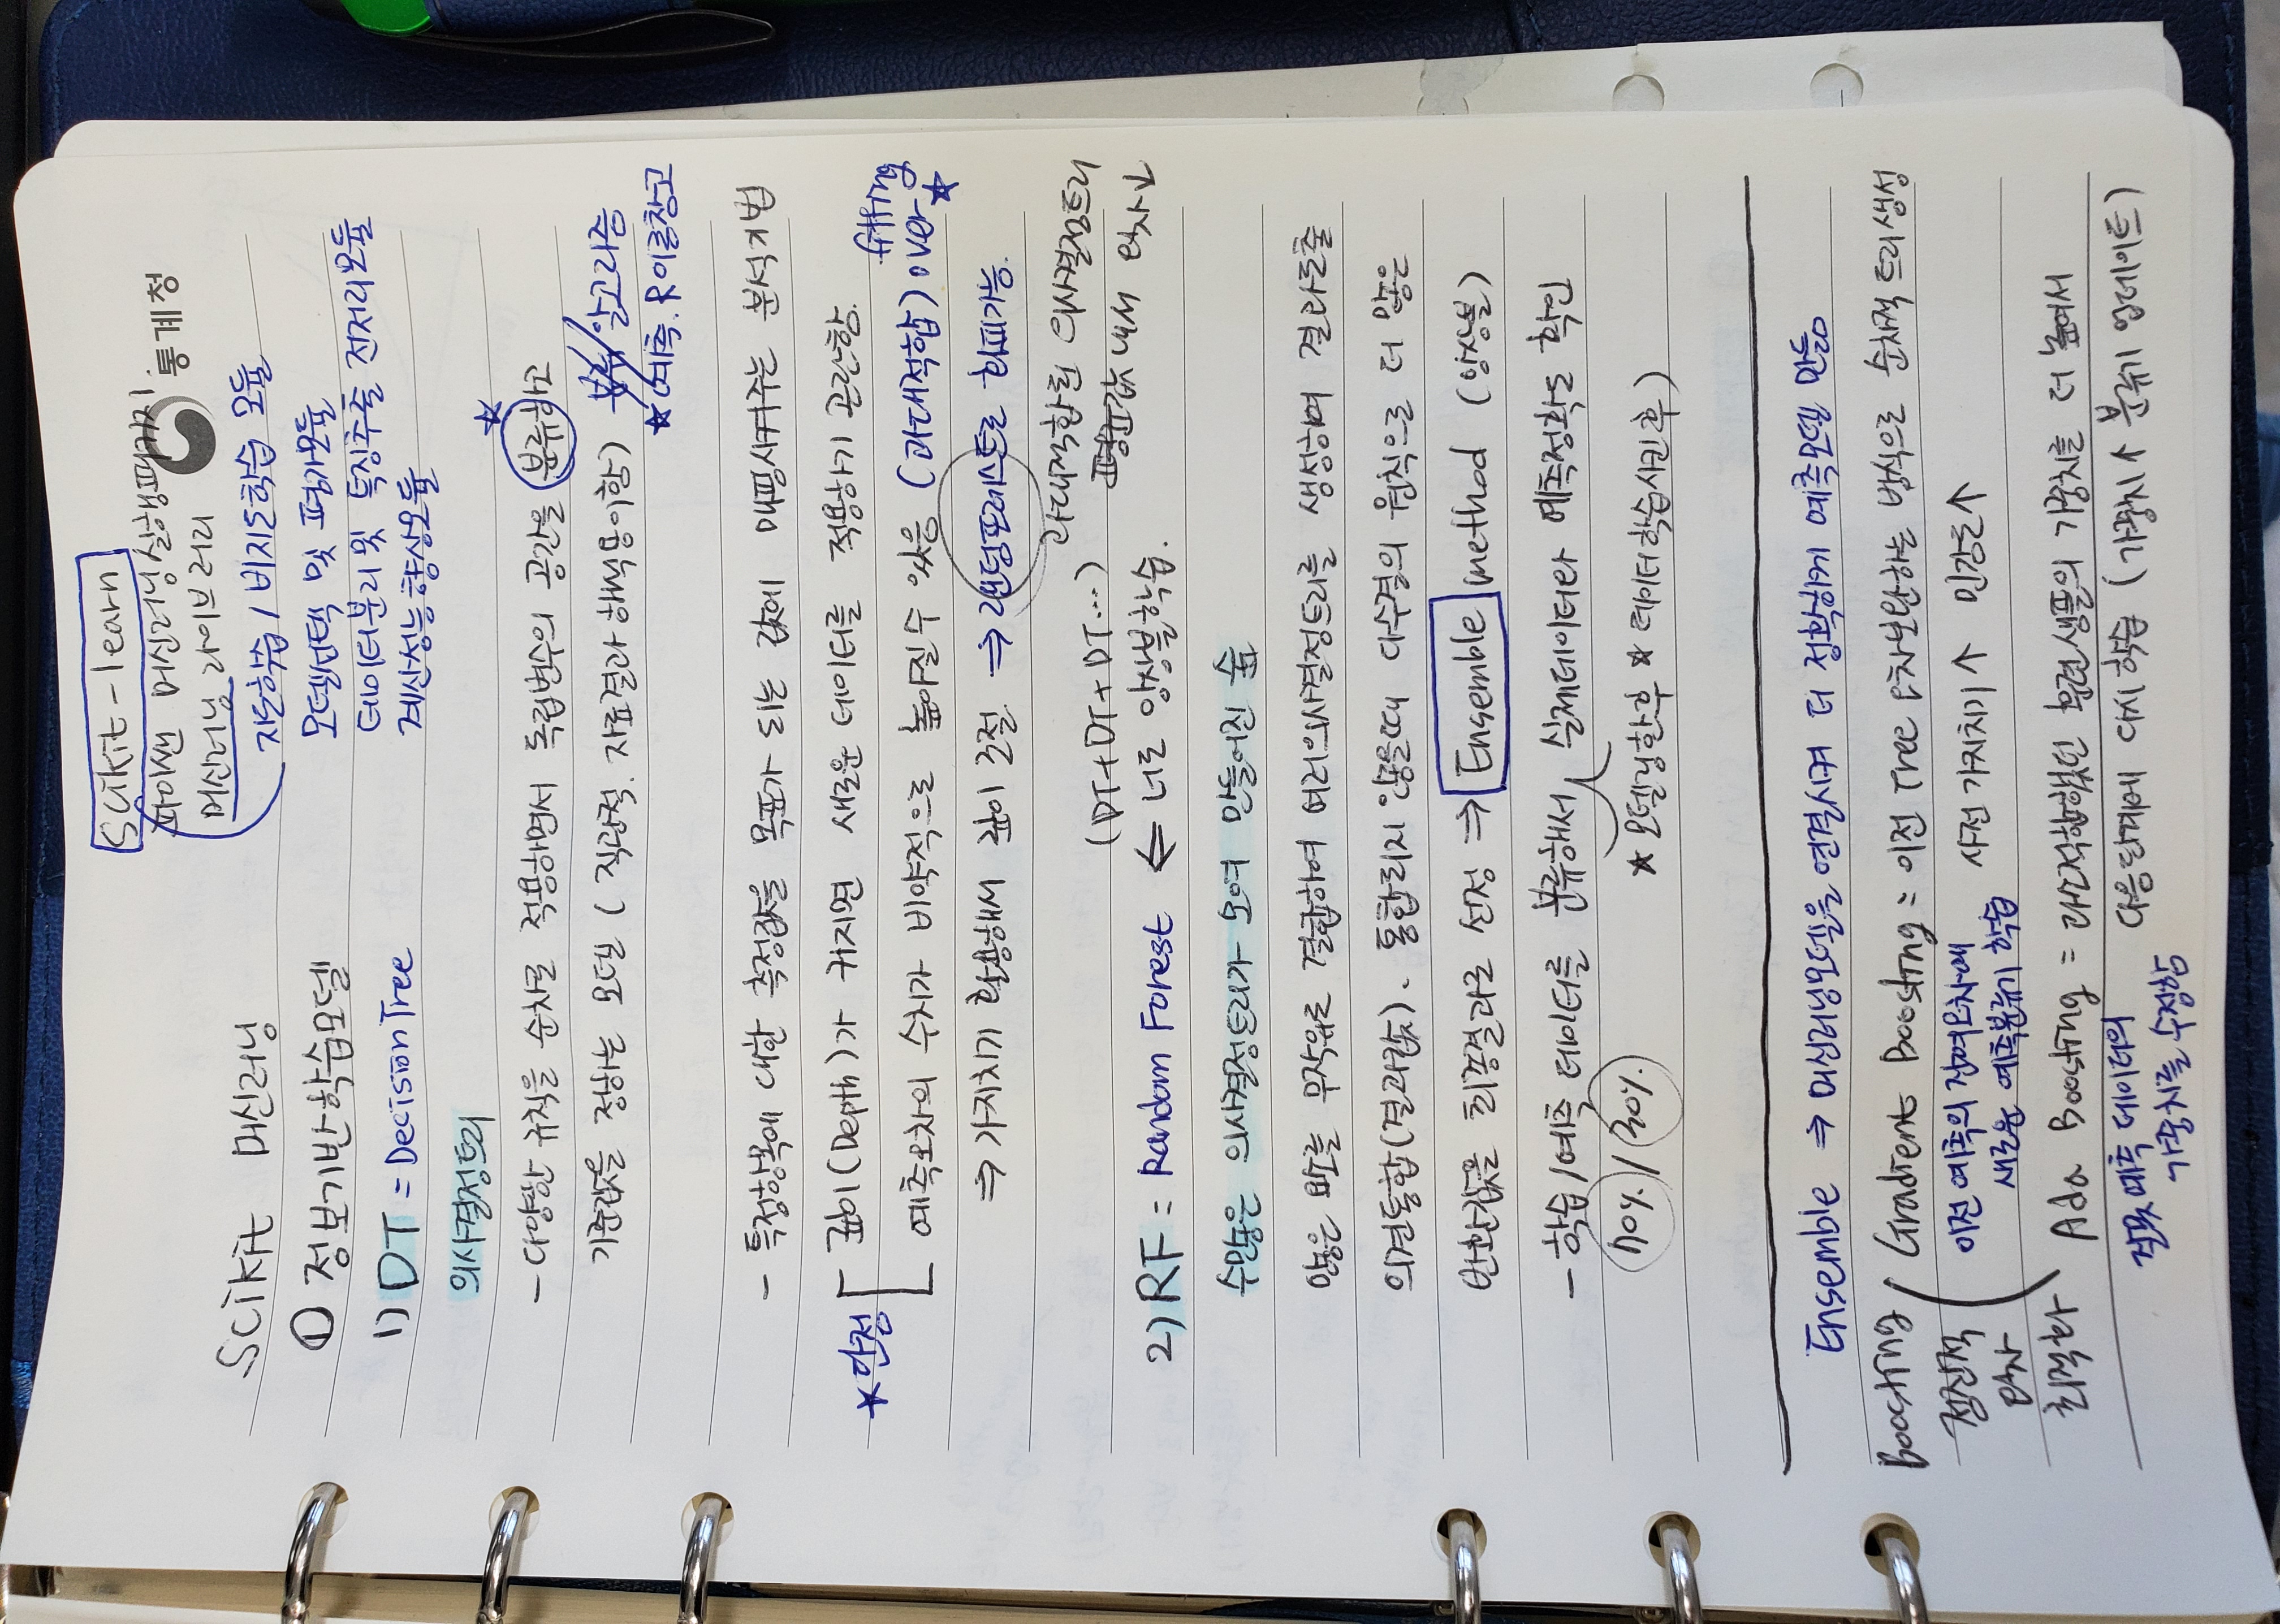 Scikit-learn
파이썬 머신러닝 실행패키지.
통계청
머신러닝 라이브러리
지도학습 / 비지도학습 모듈
모델선택 및 평가모듈
데이터분리 및 특징추출 전처리모듈
계산성능향상모듈
Scikit 머신러닝
① 정보기반학습모델
1) DT = Decision Tree
의사결정트리
- 다양한 규칙을 순차로 적용하면서 독립변수의 공간을 분류하고
기준값을 정하는 모델 ( 직관적. 자료결과 해석용이함 ) 알고리즘
☆ 예측. R이름참고
- 특정항목에 대한 측정값을 목표가 되는 값에 매핑시켜주는 분석기법
☆ 단점
깊이(Depth)가 커지면 새로운 데이터를 적용하기 곤란함.
예측오차의 수치가 비약적으로 높아질 수 있음 (과대적합) over fitting ☆
⇒ 가지치기 활용해서 깊이 조절. ⇒ 랜덤포레스트로 회피가능.
과대적합된 의사결정트리
평균값 내서 오차↓
(DT+DT+DT...)
2) RF = Random Forest ⇐ 너도 앙상블학습.
수많은 의사결정트리가 모여 만들어진 숲
많은 요소를 무작위로 결합하여 여러의사결정트리를 생성하여 결과도출
의견통합(결과값). 통합되지 않을때 다수결의 원칙으로 더 많은
반환값을 최종결과로 선정 ⇒ Ensemble method (앙상블)
- 학습/예측 데이터를 분류해서 실제데이터와 예측정확도 확인
70% / 30%
☆ 모델링한후 ☆ 데이터학습시킨 후 )
Ensemble ⇒ 머신러닝모델을 연결시켜 더 정확하게 예측모델 만듬
Boosting
점진적
오차
최적화
Gradient Boosting = 이전 Tree 오차보완하는 방식으로 순차적 트리생성
이전 예측의 잔여오차에
새로운 예측분류기 학습
사전 가지치기↑ 민감도↑
Ada Boosting = 과소적합했던 훈련샘플의 가중치를 더 높여서
다음단계에 다시 학습 (가중치↑ 분류기 업데이트)
잘못 예측 데이터의
가중치를 수정함